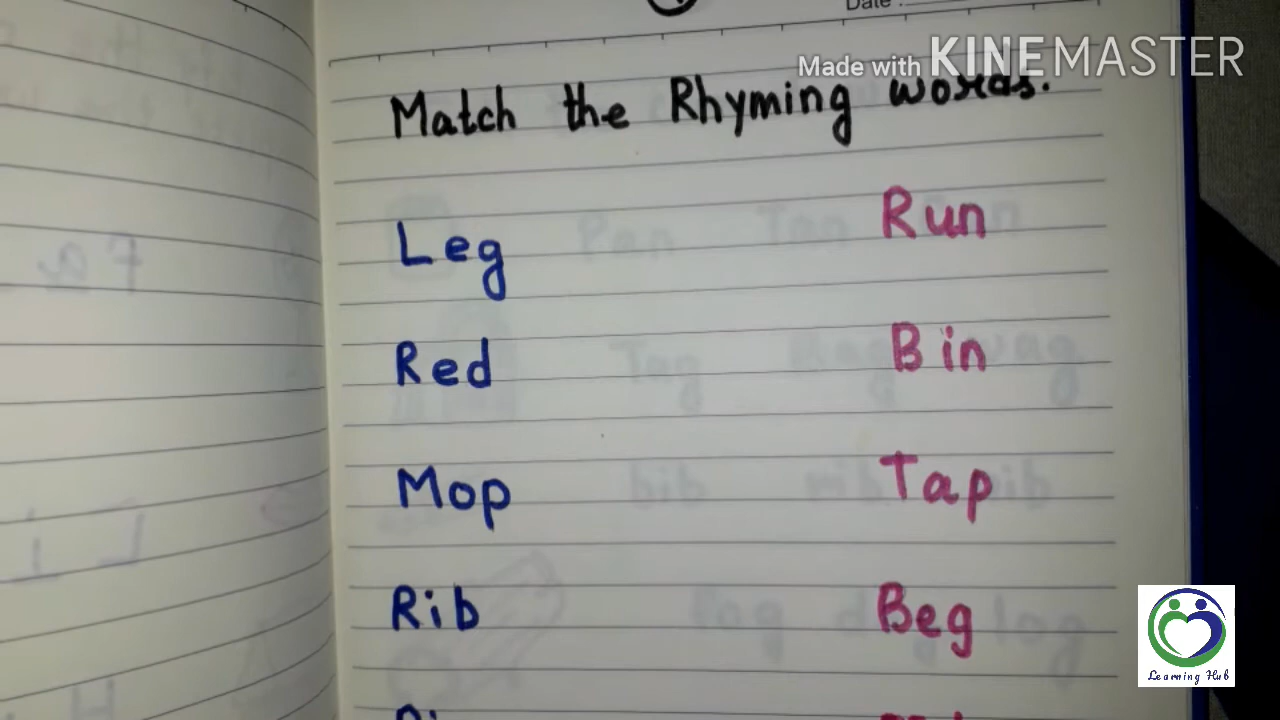 Date :
Made with KINEMASTER
Match the Rhyming words.
Leg Run
Red Bin
Mop Tap
Rib Beg
Learning Hub